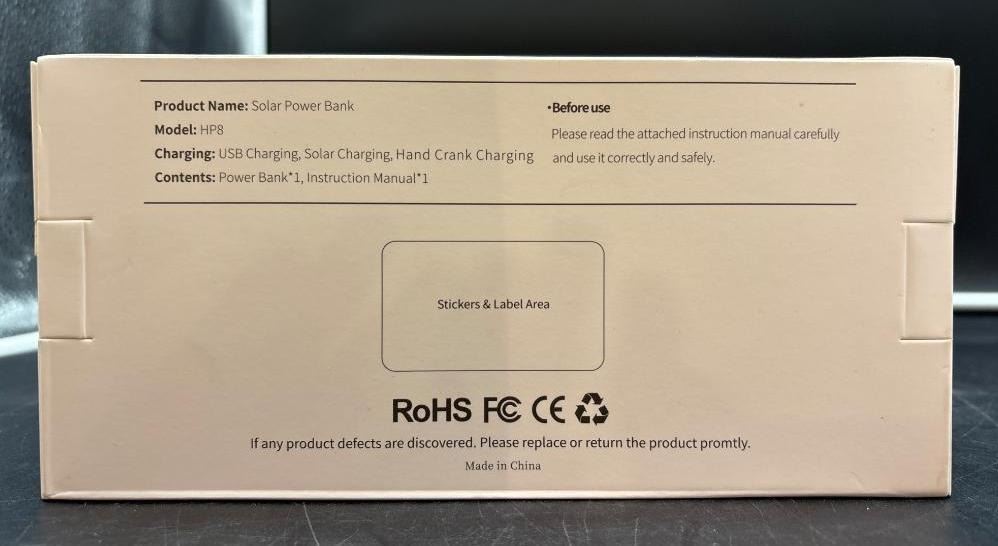 Product Name: Solar Power Bank
Model: HP8
Charging: USB Charging, Solar Charging, Hand Crank Charging
Contents: Power Bank*1, Instruction Manual*1
•Before use
Please read the attached instruction manual carefully
and use it correctly and safely.
Stickers & Label Area
RoHS FC CE
If any product defects are discovered. Please replace or return the product promtly.
Made in China